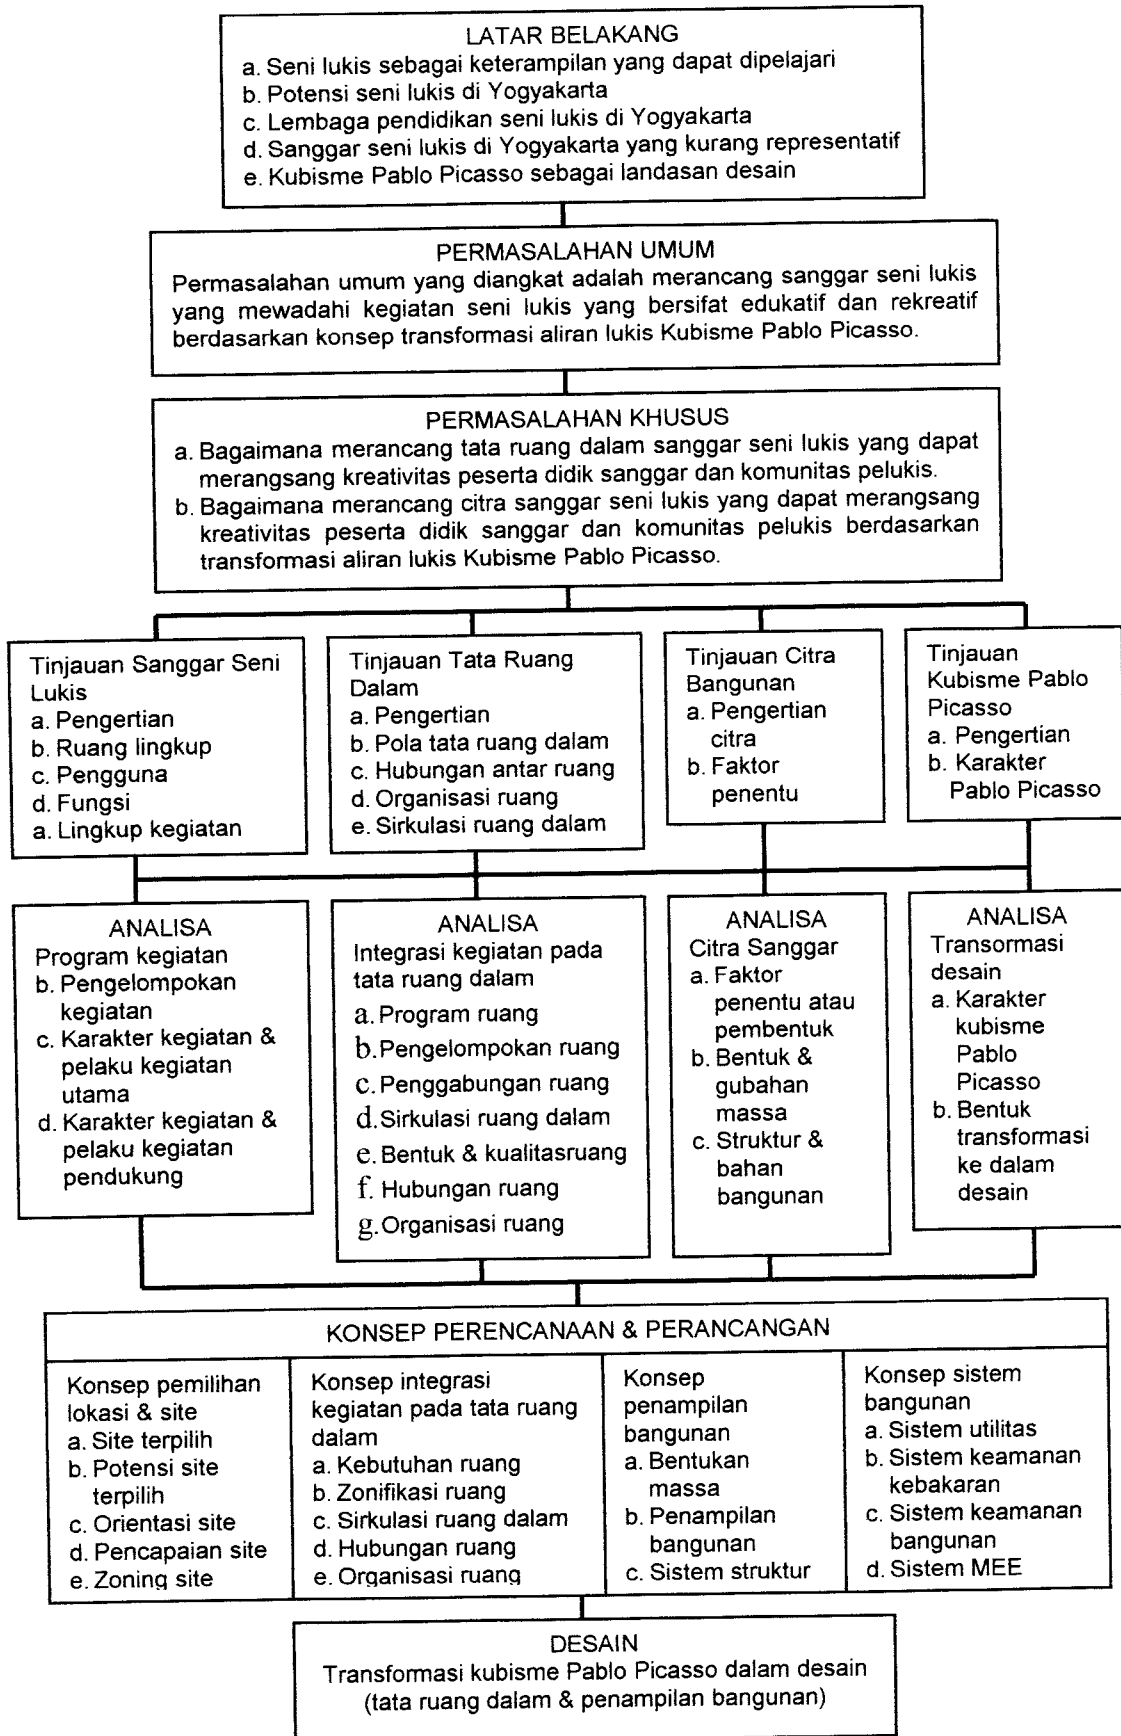 LATAR BELAKANG
a. Seni lukis sebagai keterampilan yang dapat dipelajari
b. Potensi seni lukis di Yogyakarta
c. Lembaga pendidikan seni lukis di Yogyakarta
d. Sanggar seni lukis di Yogyakarta yang kurang representatif
e. Kubisme Pablo Picasso sebagai landasan desain
PERMASALAHAN UMUM
Permasalahan umum yang diangkat adalah merancang sanggar seni lukis
yang mewadahi kegiatan seni lukis yang bersifat edukatif dan rekreatif
berdasarkan konsep transformasi aliran lukis Kubisme Pablo Picasso.
PERMASALAHAN KHUSUS
a. Bagaimana merancang tata ruang dalam sanggar seni lukis yang dapat
merangsang kreativitas peserta didik sanggar dan komunitas pelukis.
b. Bagaimana merancang citra sanggar seni lukis yang dapat merangsang
kreativitas peserta didik sanggar dan komunitas pelukis berdasarkan
transformasi aliran lukis Kubisme Pablo Picasso.
Tinjauan Sanggar Seni
Lukis
a. Pengertian
b. Ruang lingkup
c. Pengguna
d. Fungsi
a. Lingkup kegiatan
Tinjauan Tata Ruang
Dalam
a. Pengertian
b. Pola tata ruang dalam
c. Hubungan antar ruang
d. Organisasi ruang
e. Sirkulasi ruang dalam
Tinjauan Citra
Bangunan
a. Pengertian
citra
b. Faktor
penentu
Tinjauan
Kubisme Pablo
Picasso
a. Pengertian
b. Karakter
Pablo Picasso
ANALISA
Program kegiatan
b. Pengelompokan
kegiatan
c. Karakter kegiatan &
pelaku kegiatan
utama
d. Karakter kegiatan &
pelaku kegiatan
pendukung
ANALISA
Integrasi kegiatan pada
tata ruang dalam
a. Program ruang
b. Pengelompokan ruang
c. Penggabungan ruang
d. Sirkulasi ruang dalam
e. Bentuk & kualitasruang
f. Hubungan ruang
g. Organisasi ruang
ANALISA
Citra Sanggar
a. Faktor
penentu atau
pembentuk
b. Bentuk &
gubahan
massa
c. Struktur &
bahan
bangunan
ANALISA
Transormasi
desain
a. Karakter
kubisme
Pablo
Picasso
b. Bentuk
transformasi
ke dalam
desain
KONSEP PERENCANAAN & PERANCANGAN
Konsep pemilihan
lokasi & site
a. Site terpilih
b. Potensi site
terpilih
c. Orientasi site
d. Pencapaian site
e. Zoning site
Konsep integrasi
kegiatan pada tata ruang
dalam
a. Kebutuhan ruang
b. Zonifikasi ruang
c. Sirkulasi ruang dalam
d. Hubungan ruang
e. Organisasi ruang
Konsep
penampilan
bangunan
a. Bentukan
massa
b. Penampilan
bangunan
c. Sistem struktur
Konsep sistem
bangunan
a. Sistem utilitas
b. Sistem keamanan
kebakaran
c. Sistem keamanan
bangunan
d. Sistem MEE
DESAIN
Transformasi kubisme Pablo Picasso dalam desain
(tata ruang dalam & penampilan bangunan)